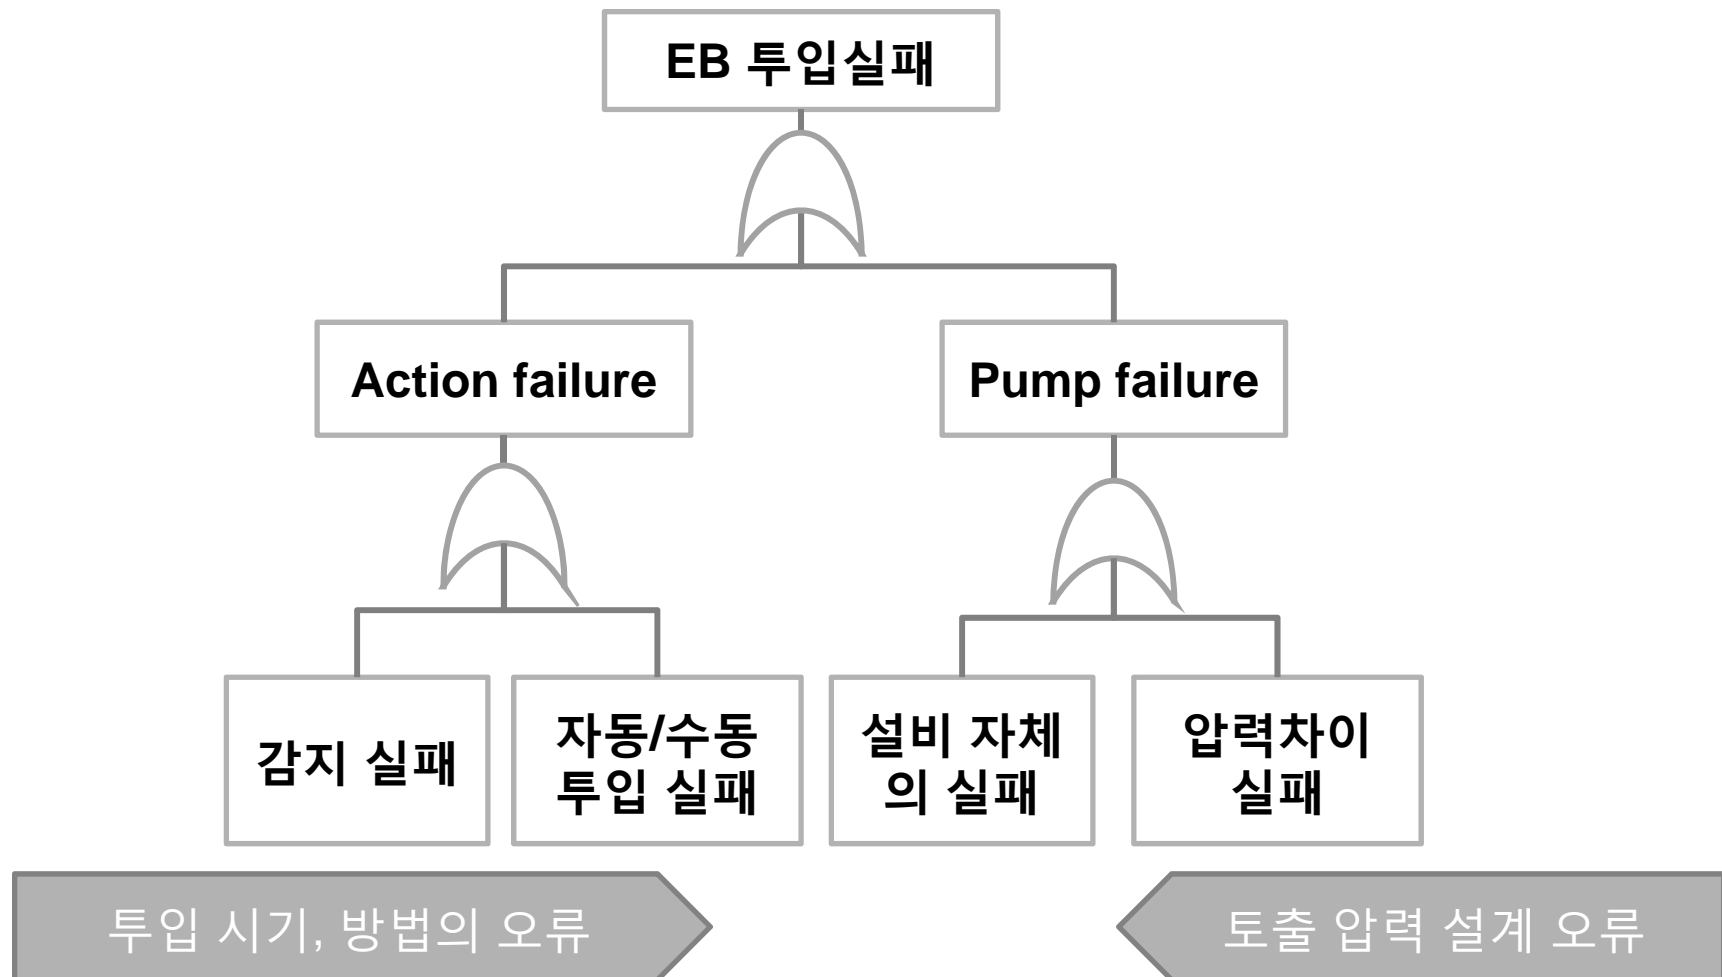 EB 투입실패
Action failure
Pump failure
감지 실패
자동/수동
투입 실패
설비 자체
의 실패
압력차이
실패
투입 시기, 방법의 오류
토출 압력 설계 오류